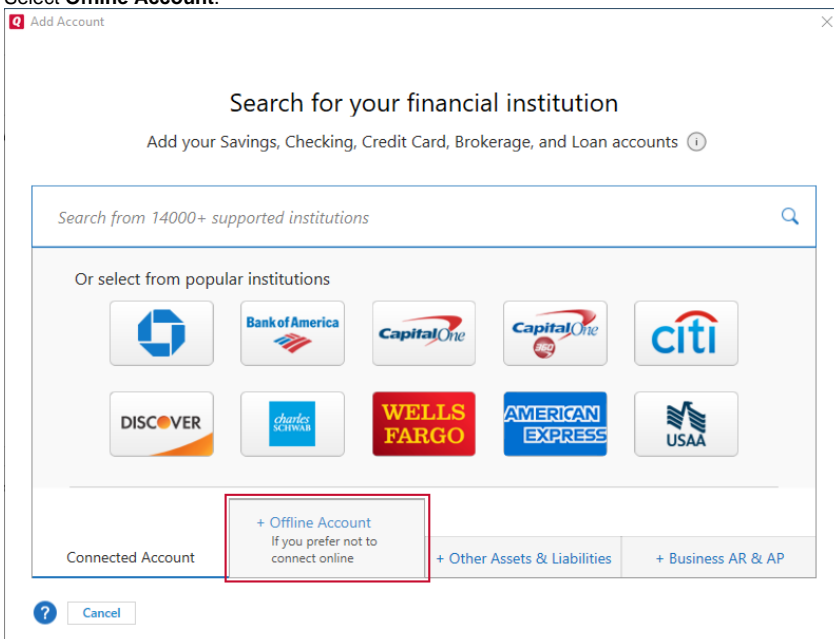 Select Offline Account.
Q Add Account
Search for your financial institution
Add your Savings, Checking, Credit Card, Brokerage, and Loan accounts i
Search from 14000+ supported institutions
Or select from popular institutions
Bank of America
Capital One
Capital One
360
citi
DISCOVER
charles
SCHWAB
WELLS
FARGO
AMERICAN
EXPRESS
USAA
+ Offline Account
If you prefer not to
connect online
Connected Account
+ Other Assets & Liabilities
+ Business AR & AP
? Cancel